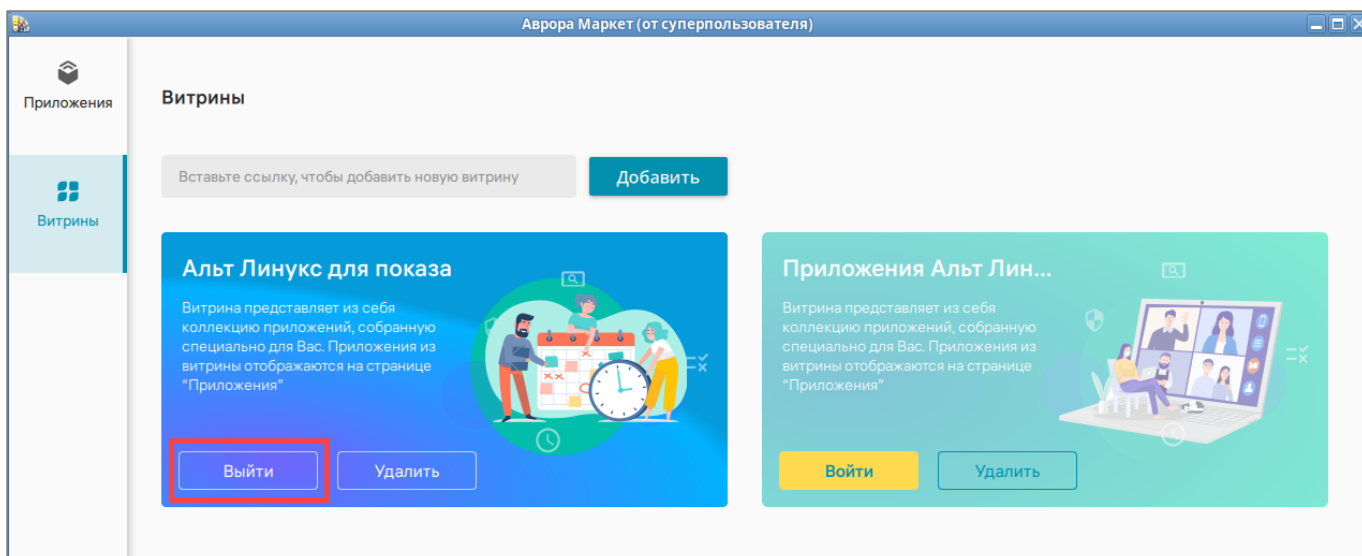 Аврора Маркет (от суперпользователя)
Приложения
Витрины
Витрины
Вставьте ссылку, чтобы добавить новую витрину
Добавить
Альт Линукс для показа
Витрина представляет из себя
коллекцию приложений, собранную
специально для Вас. Приложения из
витрины отображаются на странице
“Приложения”
Выйти
Удалить
Приложения Альт Лин...
Витрина представляет из себя
коллекцию приложений, собранную
специально для Вас. Приложения из
витрины отображаются на странице
“Приложения”
Войти
Удалить